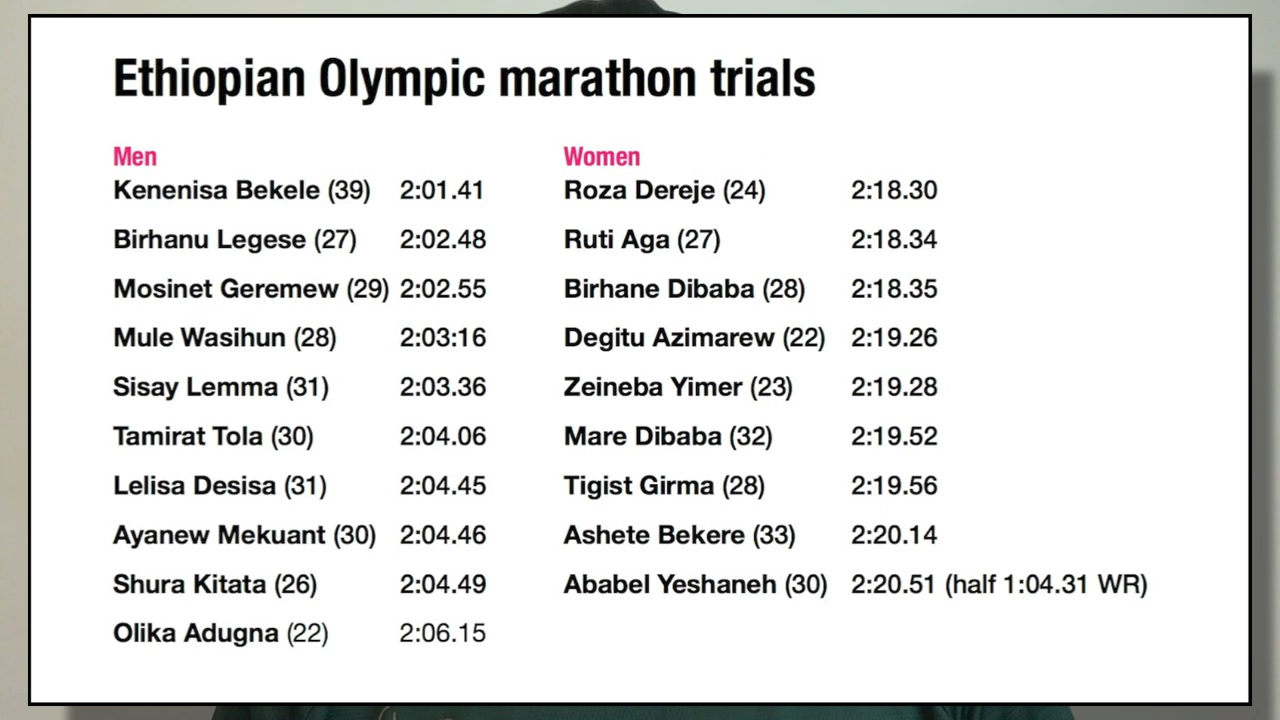 Ethiopian Olympic marathon trials
Men
Kenenisa Bekele (39) 2:01.41
Birhanu Legese (27) 2:02.48
Mosinet Geremew (29) 2:02.55
Mule Wasihun (28) 2:03:16
Sisay Lemma (31) 2:03.36
Tamirat Tola (30) 2:04.06
Lelisa Desisa (31) 2:04.45
Ayanew Mekuant (30) 2:04.46
Shura Kitata (26) 2:04.49
Olika Adugna (22) 2:06.15
Women
Roza Dereje (24) 2:18.30
Ruti Aga (27) 2:18.34
Birhane Dibaba (28) 2:18.35
Degitu Azimarew (22) 2:19.26
Zeineba Yimer (23) 2:19.28
Mare Dibaba (32) 2:19.52
Tigist Girma (28) 2:19.56
Ashete Bekere (33) 2:20.14
Ababel Yeshaneh (30) 2:20.51 (half 1:04.31 WR)